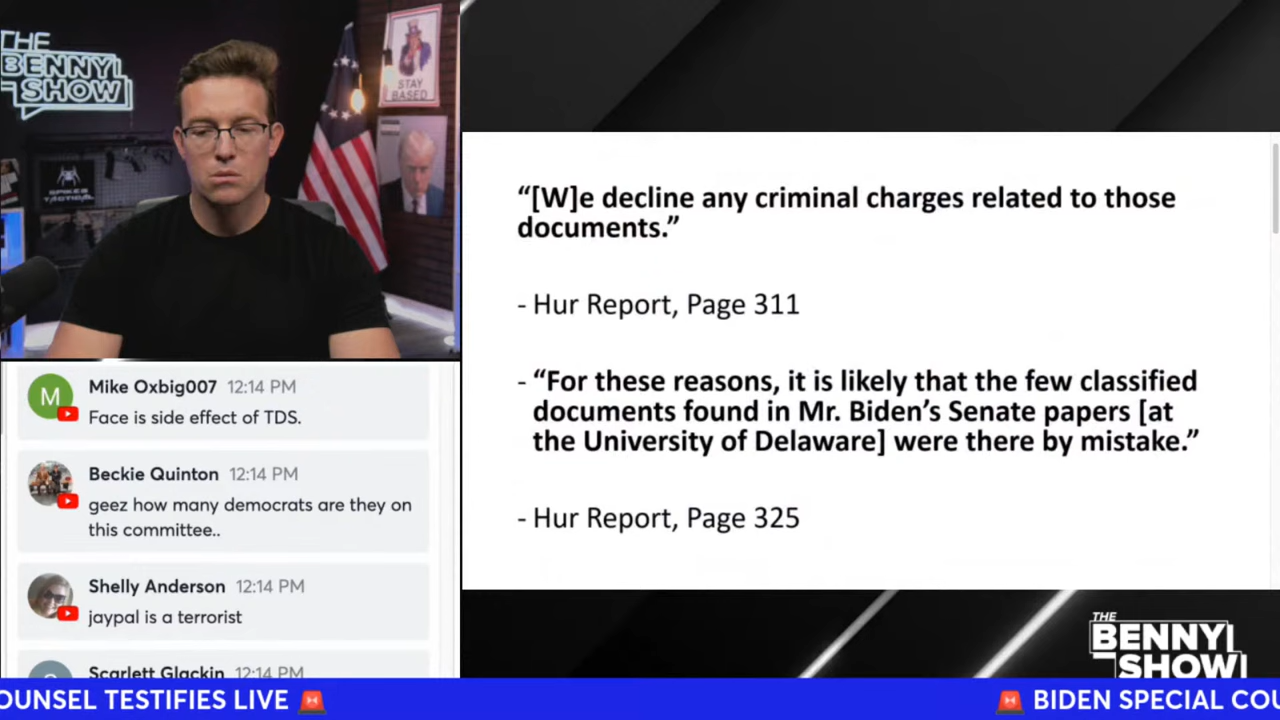 THE
BENNY
SHOW
STAY
BASED
SPIKES
TACTICAL
“[W]e decline any criminal charges related to those
documents.”
- Hur Report, Page 311
- “For these reasons, it is likely that the few classified
documents found in Mr. Biden’s Senate papers [at
the University of Delaware] were there by mistake.”
- Hur Report, Page 325
M
Mike Oxbig007 12:14 PM
Face is side effect of TDS.
Beckie Quinton 12:14 PM
geez how many democrats are they on
this committee..
Shelly Anderson 12:14 PM
jaypal is a terrorist
Scarlett Glackin 12:14 PM
THE
BENNY
SHOW
OUNSEL TESTIFIES LIVE 🚨
🚨 BIDEN SPECIAL COU